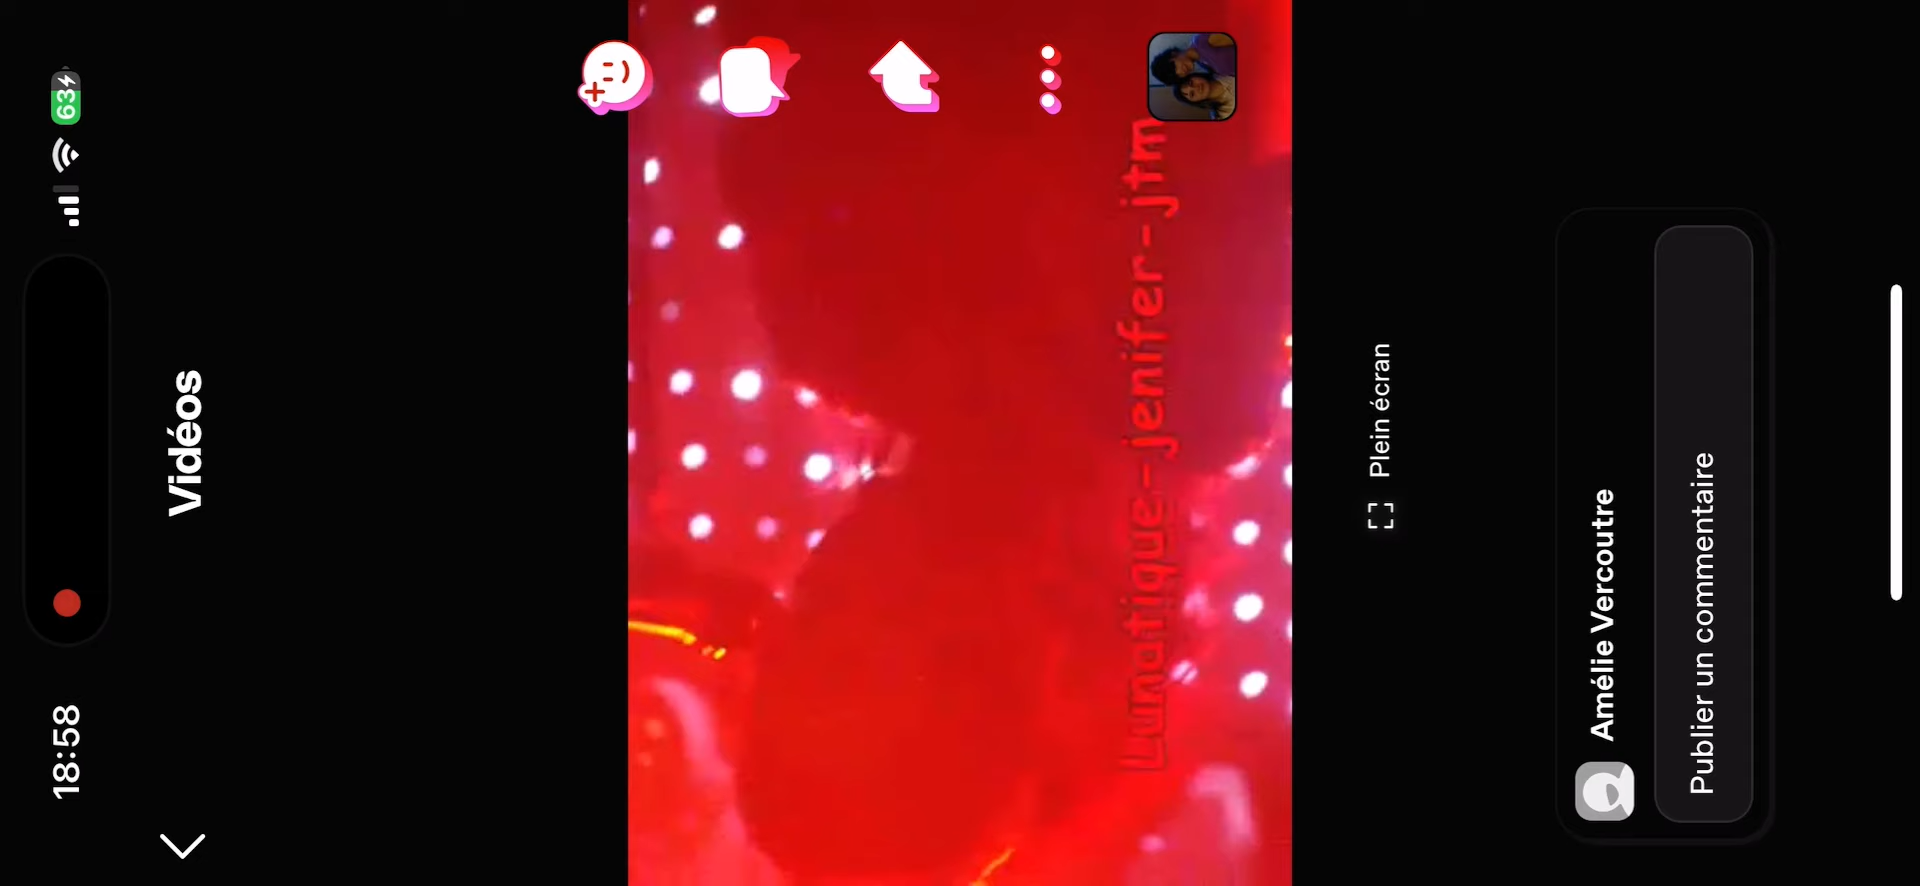 18:58
63
Vidéos
Lunatique-jenifer-jtm
Plein écran
Amélie Vercoutre
Publier un commentaire